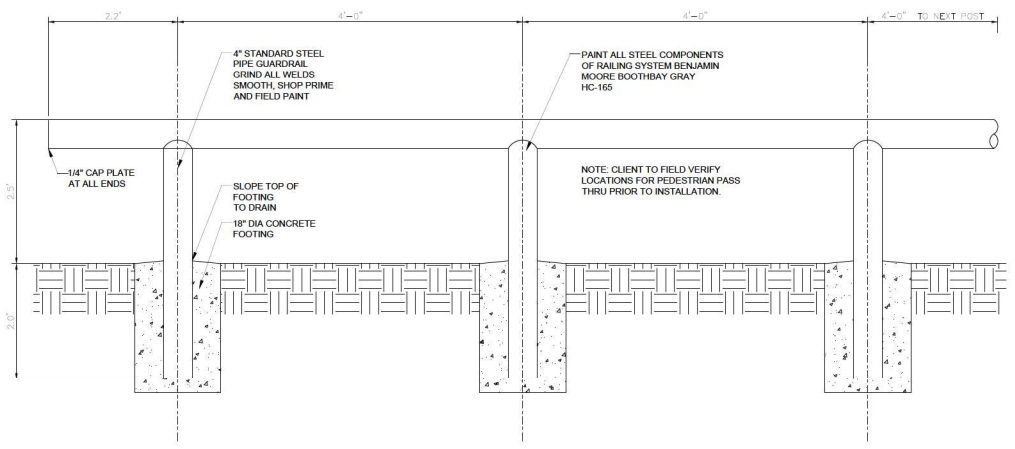 2.2'
4'-0"
4'-0"
4'-0" TO NEXT POST
4" STANDARD STEEL
PIPE GUARDRAIL
GRIND ALL WELDS
SMOOTH, SHOP PRIME
AND FIELD PAINT
PAINT ALL STEEL COMPONENTS
OF RAILING SYSTEM BENJAMIN
MOORE BOOTHBAY GRAY
HC-165
1/4" CAP PLATE
AT ALL ENDS
NOTE: CLIENT TO FIELD VERIFY
LOCATIONS FOR PEDESTRIAN PASS
THRU PRIOR TO INSTALLATION.
SLOPE TOP OF
FOOTING
TO DRAIN
18" DIA CONCRETE
FOOTING
2.5'
2.0'